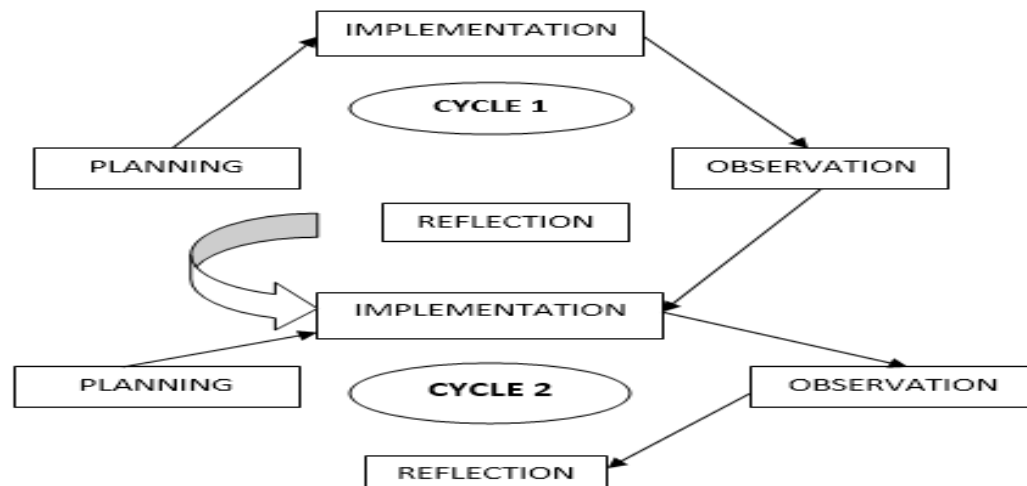 IMPLEMENTATION
CYCLE 1
PLANNING
OBSERVATION
REFLECTION
IMPLEMENTATION
PLANNING
CYCLE 2
OBSERVATION
REFLECTION